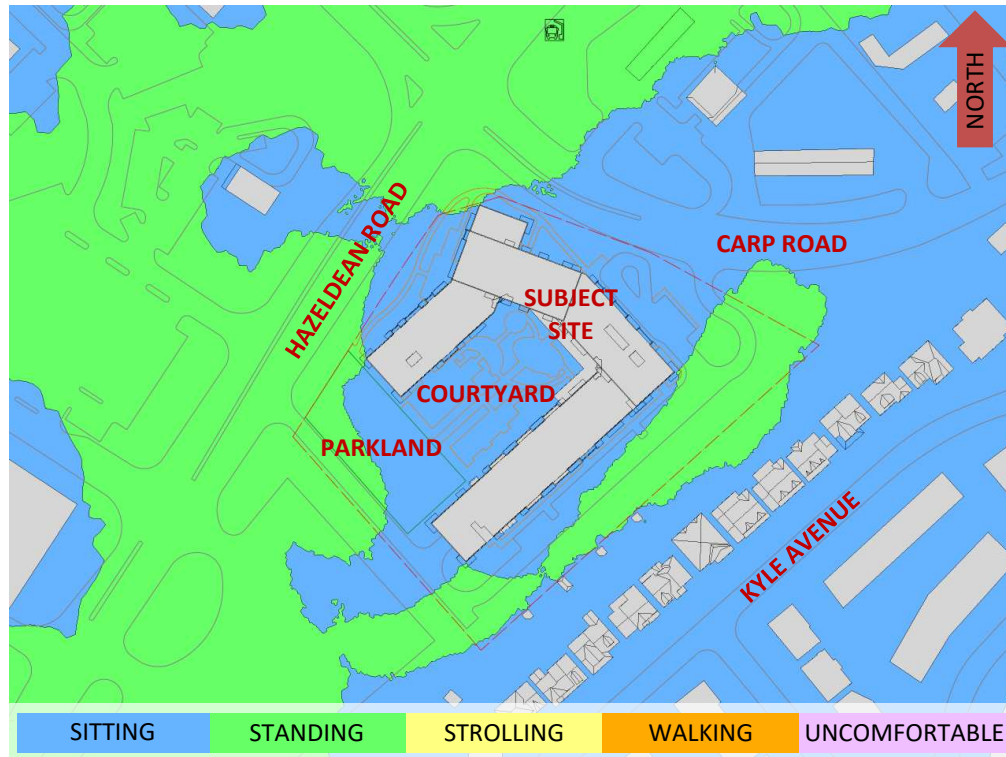 NORTH
HAZELDEAN ROAD
CARP ROAD
SUBJECT
SITE
COURTYARD
PARKLAND
KYLE AVENUE
SITTING
STANDING
STROLLING
WALKING
UNCOMFORTABLE